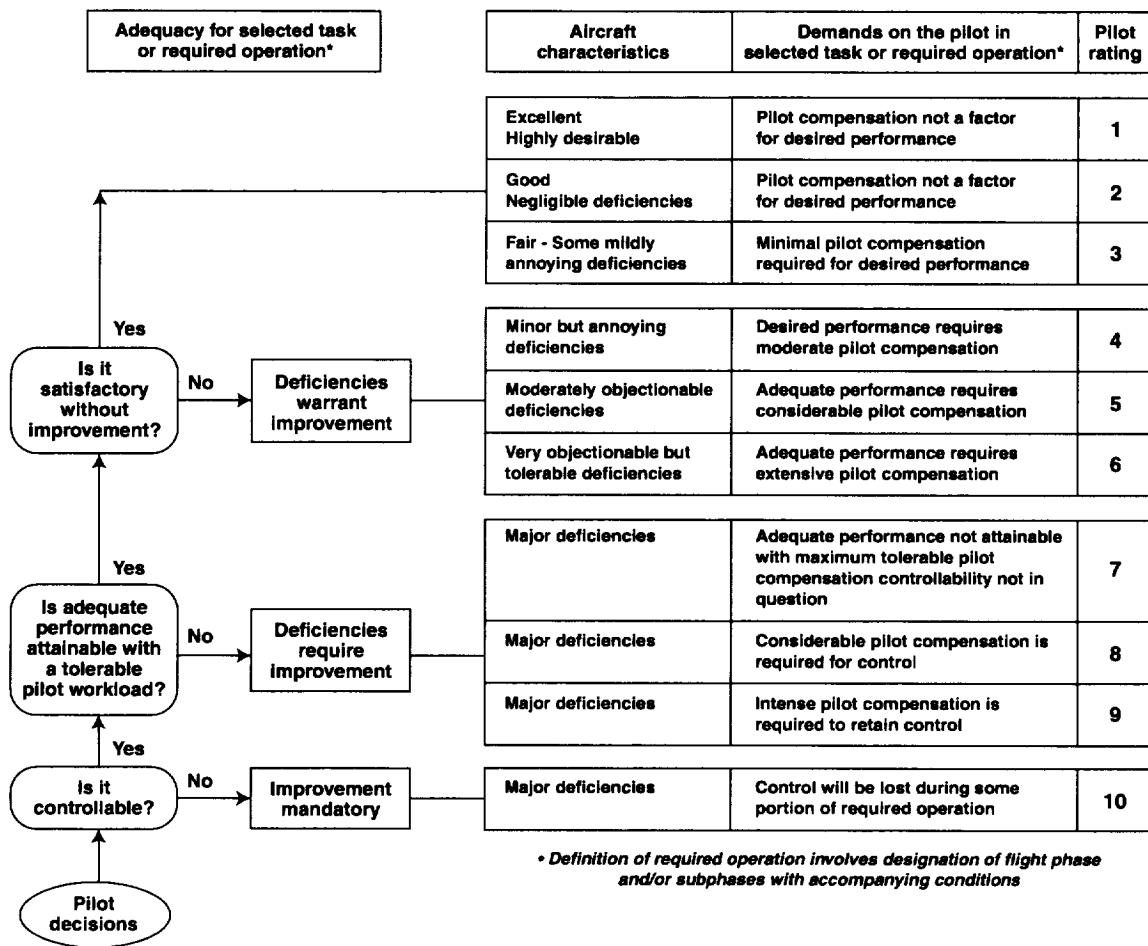 Adequacy for selected task
or required operation*
Aircraft
characteristics
Demands on the pilot in
selected task or required operation*
Pilot
rating
Excellent
Highly desirable
Pilot compensation not a factor
for desired performance
1
Good
Negligible deficiencies
Pilot compensation not a factor
for desired performance
2
Fair - Some mildly
annoying deficiencies
Minimal pilot compensation
required for desired performance
3
Yes
Is it
satisfactory
without
improvement?
No
Deficiencies
warrant
improvement
Minor but annoying
deficiencies
Desired performance requires
moderate pilot compensation
4
Moderately objectionable
deficiencies
Adequate performance requires
considerable pilot compensation
5
Very objectionable but
tolerable deficiencies
Adequate performance requires
extensive pilot compensation
6
Yes
Is adequate
performance
attainable with
a tolerable
pilot workload?
No
Deficiencies
require
improvement
Major deficiencies
Adequate performance not attainable
with maximum tolerable pilot
compensation controllability not in
question
7
Major deficiencies
Considerable pilot compensation is
required for control
8
Major deficiencies
Intense pilot compensation is
required to retain control
9
Yes
Is it
controllable?
No
Improvement
mandatory
Major deficiencies
Control will be lost during some
portion of required operation
10
Pilot
decisions
* Definition of required operation involves designation of flight phase
and/or subphases with accompanying conditions